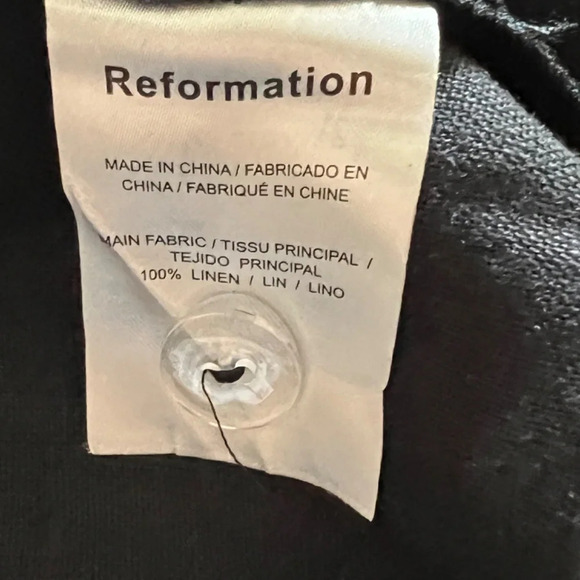 Reformation
MADE IN CHINA / FABRICADO EN
CHINA / FABRIQUÉ EN CHINE
MAIN FABRIC / TISSU PRINCIPAL /
TEJIDO PRINCIPAL
100% LINEN / LIN / LINO